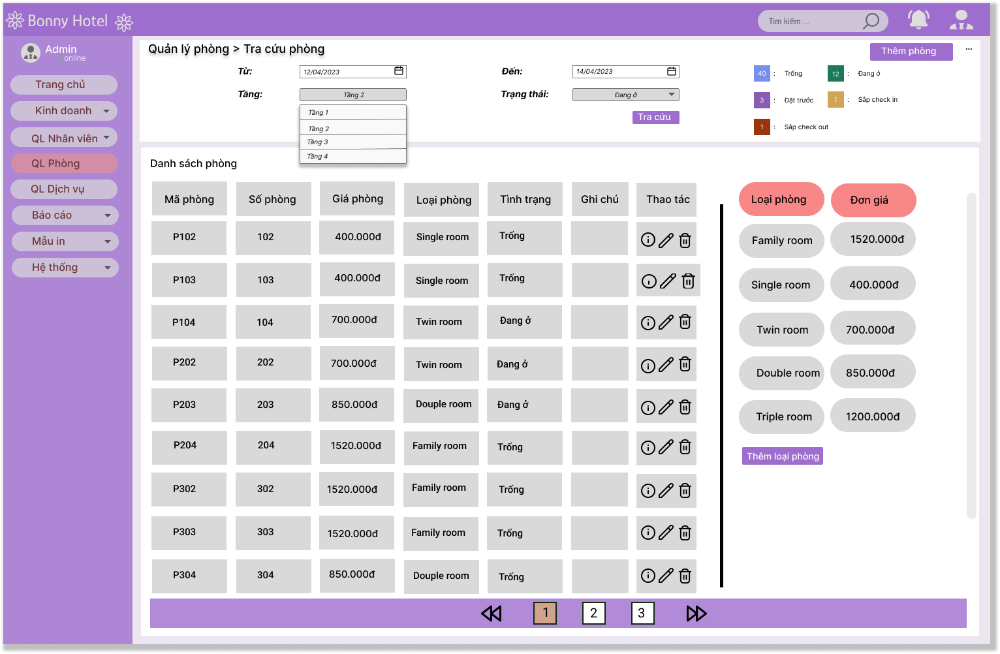 Bonny Hotel
Tìm kiếm ....
Admin
online
Trang chủ
Kinh doanh
QL Nhân viên
QL Phòng
QL Dịch vụ
Báo cáo
Mẫu in
Hệ thống
Quản lý phòng > Tra cứu phòng
Thêm phòng
...
Từ:
12/04/2023
Đến:
14/04/2023
Tầng:
Tầng 2
Trạng thái:
Đang ở
Tầng 1
Tầng 2
Tầng 3
Tầng 4
Tra cứu
40 : Trống
12 : Đang ở
3 : Đặt trước
1 : Sắp check in
1 : Sắp check out
Danh sách phòng
Mã phòng Số phòng Giá phòng Loại phòng Tình trạng Ghi chú Thao tác
P102 102 400.000đ Single room Trống
P103 103 400.000đ Single room Trống
P104 104 700.000đ Twin room Đang ở
P202 202 700.000đ Twin room Đang ở
P203 203 850.000đ Douple room Đang ở
P204 204 1520.000đ Family room Trống
P302 302 1520.000đ Family room Trống
P303 303 1520.000đ Family room Trống
P304 304 850.000đ Douple room Trống
Loại phòng Đơn giá
Family room 1520.000đ
Single room 400.000đ
Twin room 700.000đ
Double room 850.000đ
Triple room 1200.000đ
Thêm loại phòng
1 2 3